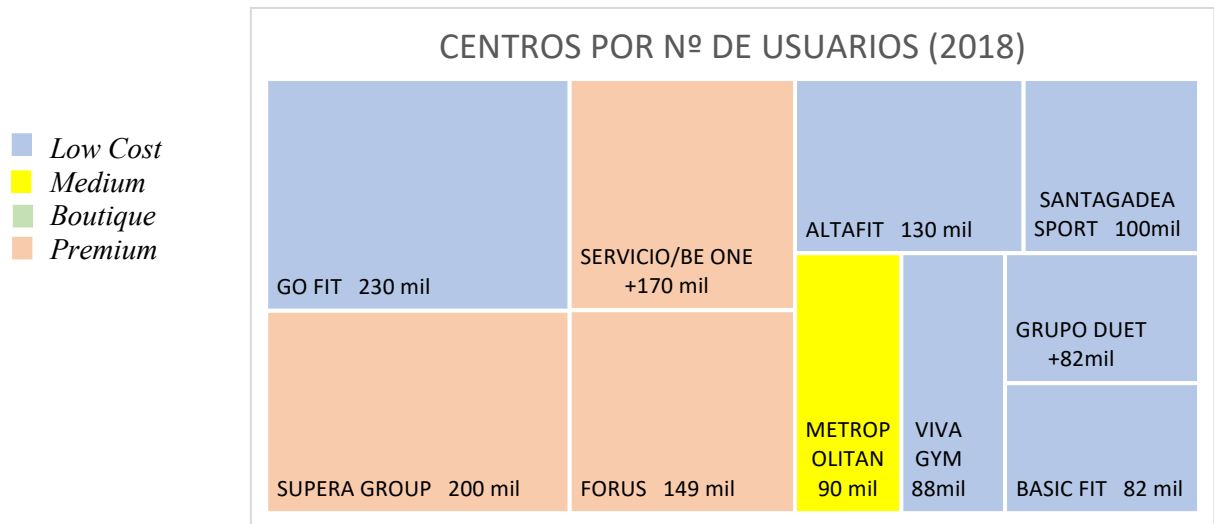 CENTROS POR Nº DE USUARIOS (2018)
Low Cost
Medium
Boutique
Premium
GO FIT 230 mil
SERVICIO/BE ONE
+170 mil
ALTAFIT 130 mil
SANTAGADEA
SPORT 100mil
SUPERA GROUP 200 mil
FORUS 149 mil
METROP
OLITAN
90 mil
VIVA
GYM
88mil
GRUPO DUET
+82mil
BASIC FIT 82 mil